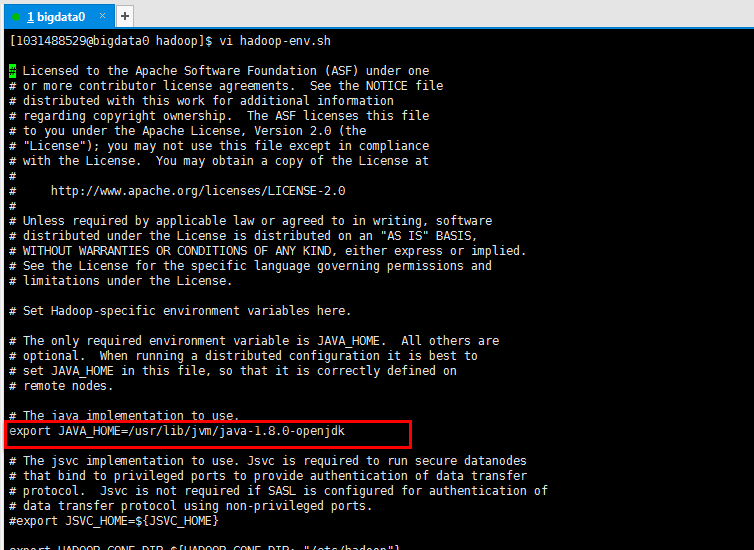 1 bigdata0 × +
[1031488529@bigdata0 hadoop]$ vi hadoop-env.sh
# Licensed to the Apache Software Foundation (ASF) under one
# or more contributor license agreements.  See the NOTICE file
# distributed with this work for additional information
# regarding copyright ownership.  The ASF licenses this file
# to you under the Apache License, Version 2.0 (the
# "License"); you may not use this file except in compliance
# with the License.  You may obtain a copy of the License at
#
#     http://www.apache.org/licenses/LICENSE-2.0
#
# Unless required by applicable law or agreed to in writing, software
# distributed under the License is distributed on an "AS IS" BASIS,
# WITHOUT WARRANTIES OR CONDITIONS OF ANY KIND, either express or implied.
# See the License for the specific language governing permissions and
# limitations under the License.
# Set Hadoop-specific environment variables here.
# The only required environment variable is JAVA_HOME.  All others are
# optional.  When running a distributed configuration it is best to
# set JAVA_HOME in this file, so that it is correctly defined on
# remote nodes.
# The java implementation to use.
export JAVA_HOME=/usr/lib/jvm/java-1.8.0-openjdk
# The jsvc implementation to use. Jsvc is required to run secure datanodes
# that bind to privileged ports to provide authentication of data transfer
# protocol.  Jsvc is not required if SASL is configured for authentication of
# data transfer protocol using non-privileged ports.
#export JSVC_HOME=${JSVC_HOME}